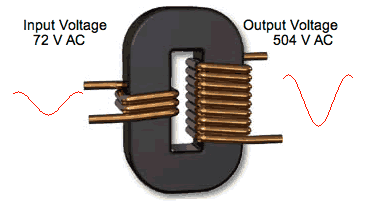 Input Voltage
72 V AC
Output Voltage
504 V AC